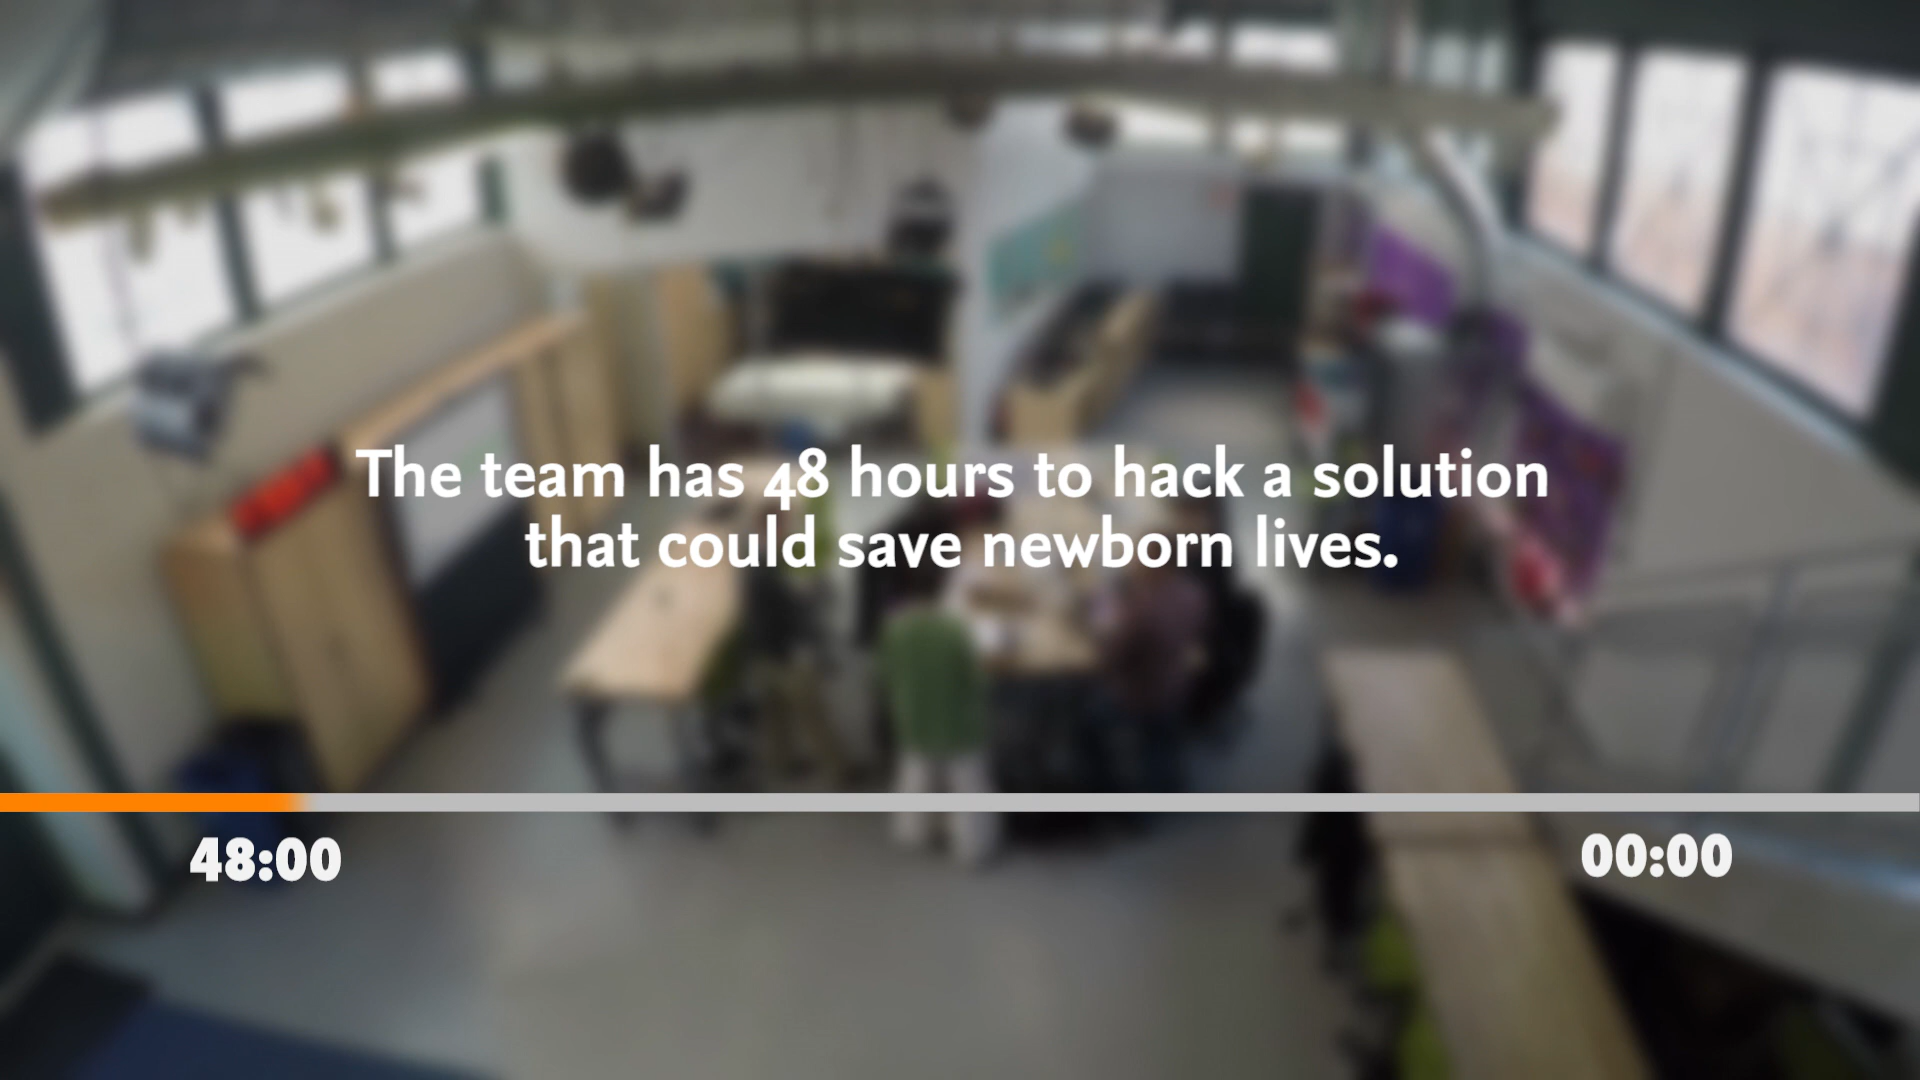 The team has 48 hours to hack a solution
that could save newborn lives.
48:00
00:00